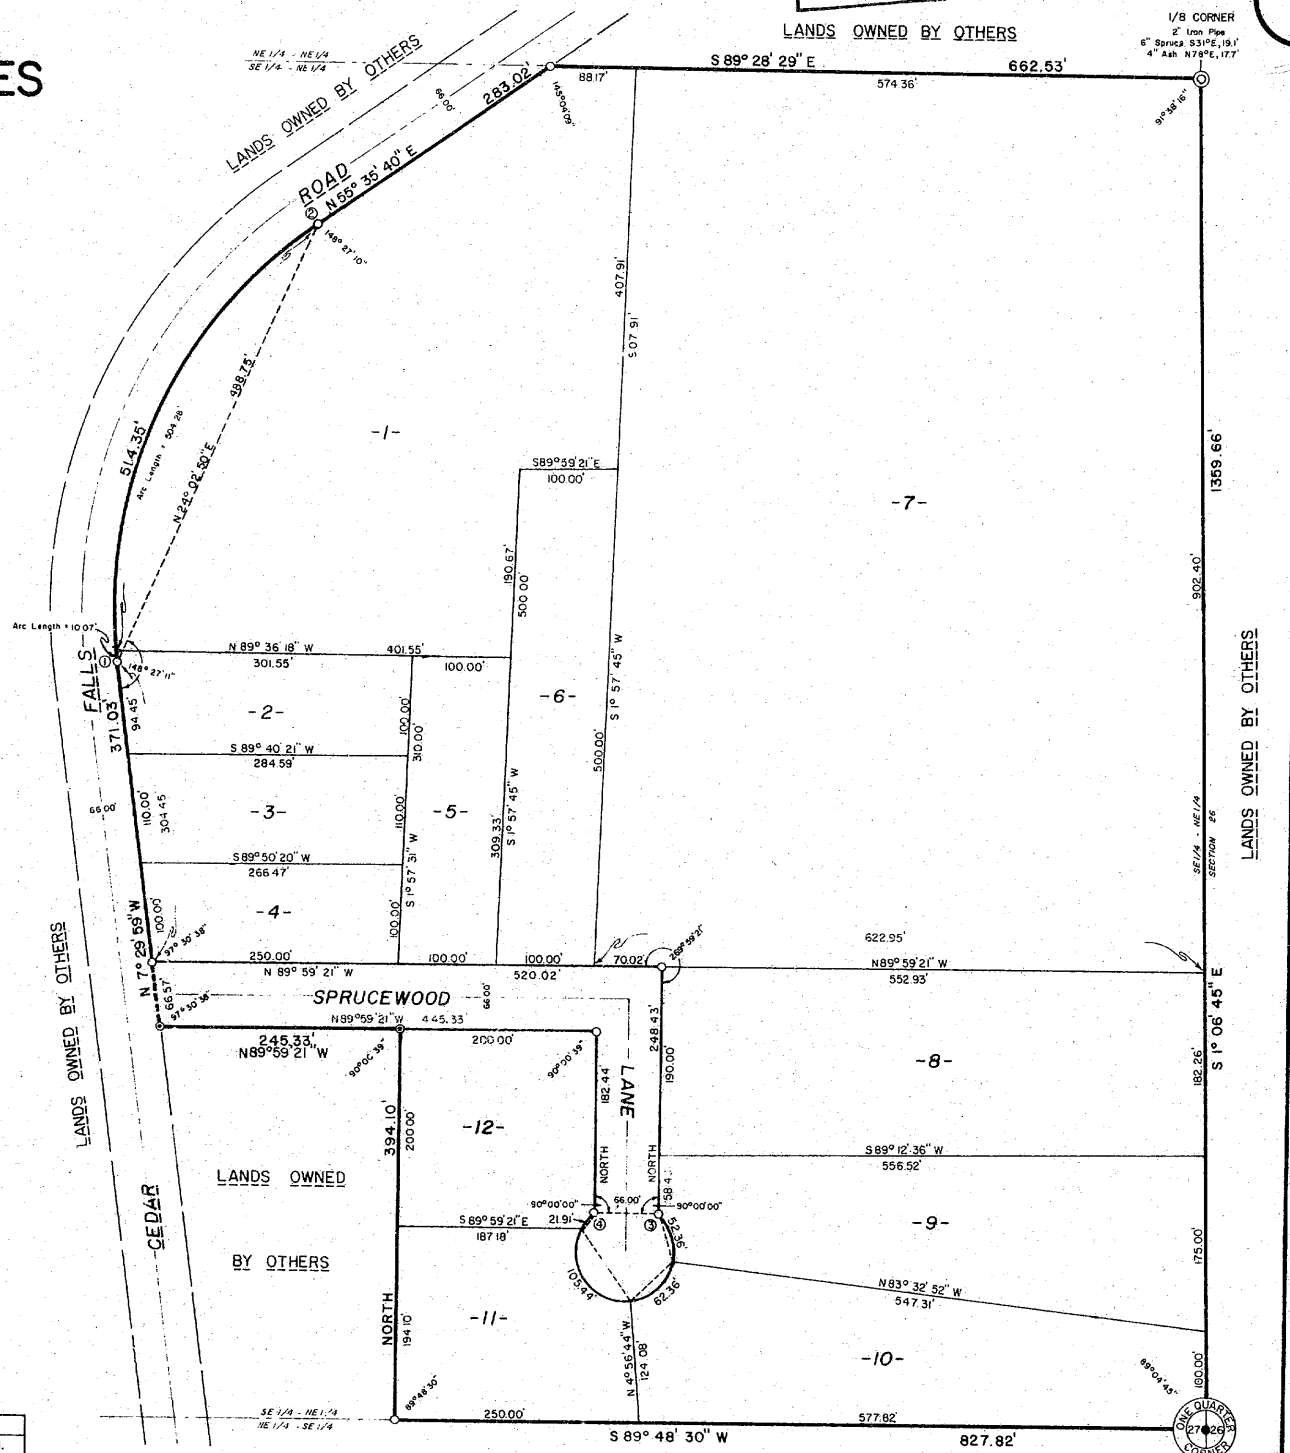 ES
LANDS OWNED BY OTHERS
1/8 CORNER
2" Iron Pipe
6" Spruce S31°E, 19.1'
4" Ash N78°E, 17.7'
NE 1/4 - NE 1/4
SE 1/4 - NE 1/4
LANDS OWNED BY OTHERS
66.00'
283.02'
N 55° 35' 40" E
ROAD
②
148° 27' 10"
145°04'09"
88.17'
S 89° 28' 29" E
662.53'
574.36'
91°38'16"
407.91'
507.91'
488.75'
N 24° 02' 50" E
514.35'
Arc Length = 504.28'
-1-
S89°59'21"E
100.00'
-7-
1359.66'
902.40'
190.67'
500.00'
S 1° 57' 45" W
500.00'
Arc Length = 10.07'
①
148° 27' 11"
N 89° 36' 18" W
401.55'
301.55'
100.00'
FALLS
371.03'
94.45'
-2-
100.00'
310.00'
-6-
S 89° 40' 21" W
284.59'
66.00'
110.00'
304.45
-3-
110.00'
-5-
309.33'
S 1° 57' 45" W
S 1° 57' 31" W
S89°50'20" W
266.47'
-4-
100.00'
100.00'
SE 1/4 - NE 1/4
SECTION 26
LANDS OWNED BY OTHERS
N 7° 29' 59" W
97° 30' 38"
250.00'
N 89° 59' 21" W
100.00'
100.00'
70.02'
520.02'
269°59'21"
622.95'
N89°59'21" W
552.93'
LANDS OWNED BY OTHERS
66.57'
97°30'38"
SPRUCEWOOD
66.00'
N89°59'21" W 445.33'
245.33'
N89°59'21" W
200.00'
90°00'39"
90°00'39"
248.43'
190.00'
LANE
182.44'
NORTH
NORTH
-8-
182.26'
S 1° 06' 45" E
394.10'
200.00'
-12-
S 89° 12' 36" W
556.52'
LANDS OWNED
BY OTHERS
CEDAR
90°00'00"
66.00'
90°00'00"
④
③
S 89°59'21"E
21.91'
187.18'
52.36'
-9-
175.00'
105.44'
62.36'
N 83° 32' 52" W
547.31'
NORTH
194.10'
-11-
N 4°56'44" W
124.08'
-10-
100.00'
89°04'45"
89°48'30"
SE 1/4 - NE 1/4
NE 1/4 - SE 1/4
250.00'
S 89° 48' 30" W
577.82'
827.82'
ONE QUARTER
27 26
CORNER